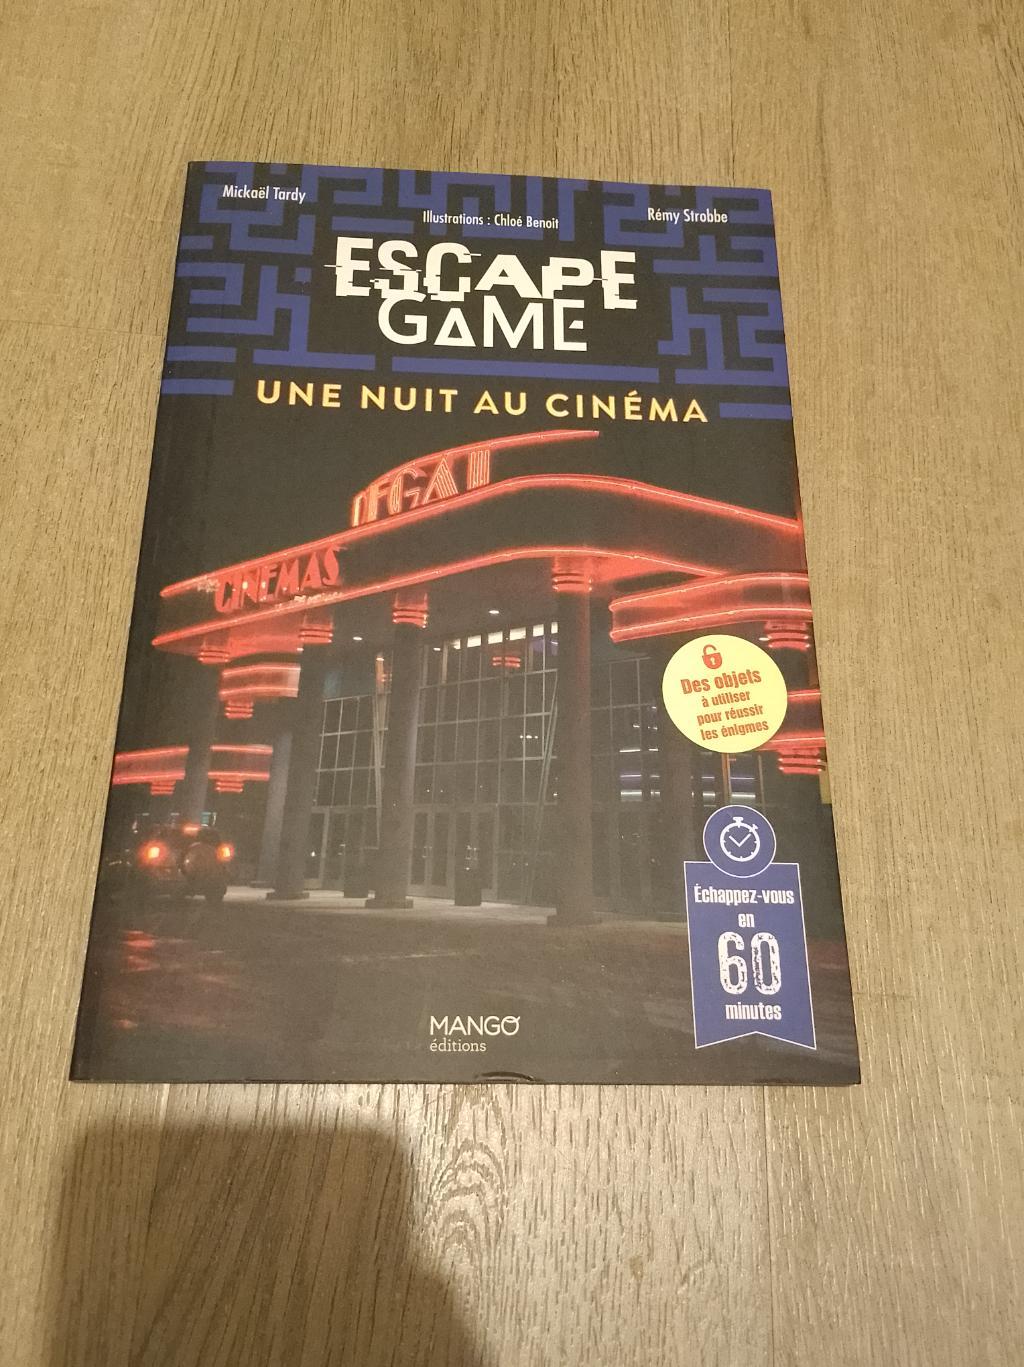 Mickaël Tardy
Illustrations : Chloé Benoit
Rémy Strobbe
ESCAPE
GAME
UNE NUIT AU CINÉMA
CINEMAS
Des objets
à utiliser
pour réussir
les énigmes
Échappez-vous
en
60
minutes
MANGO
éditions